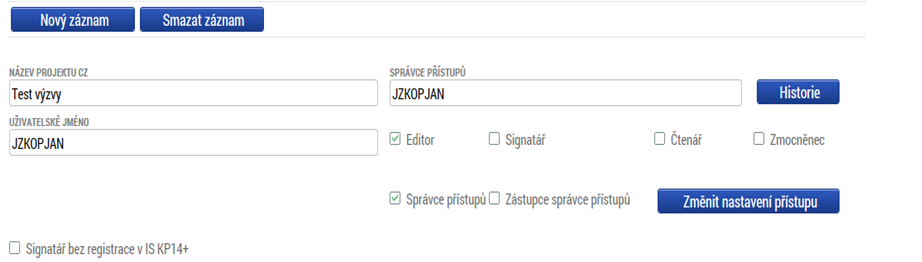 Nový záznam Smazat záznam
NÁZEV PROJEKTU CZ SPRÁVCE PŘÍSTUPŮ
Test výzvy JZKOPJAN Historie
UŽIVATELSKÉ JMÉNO
JZKOPJAN Editor Signatář Čtenář Zmocněnec
Správce přístupů Zástupce správce přístupů Změnit nastavení přístupu
Signatář bez registrace v IS KP14+